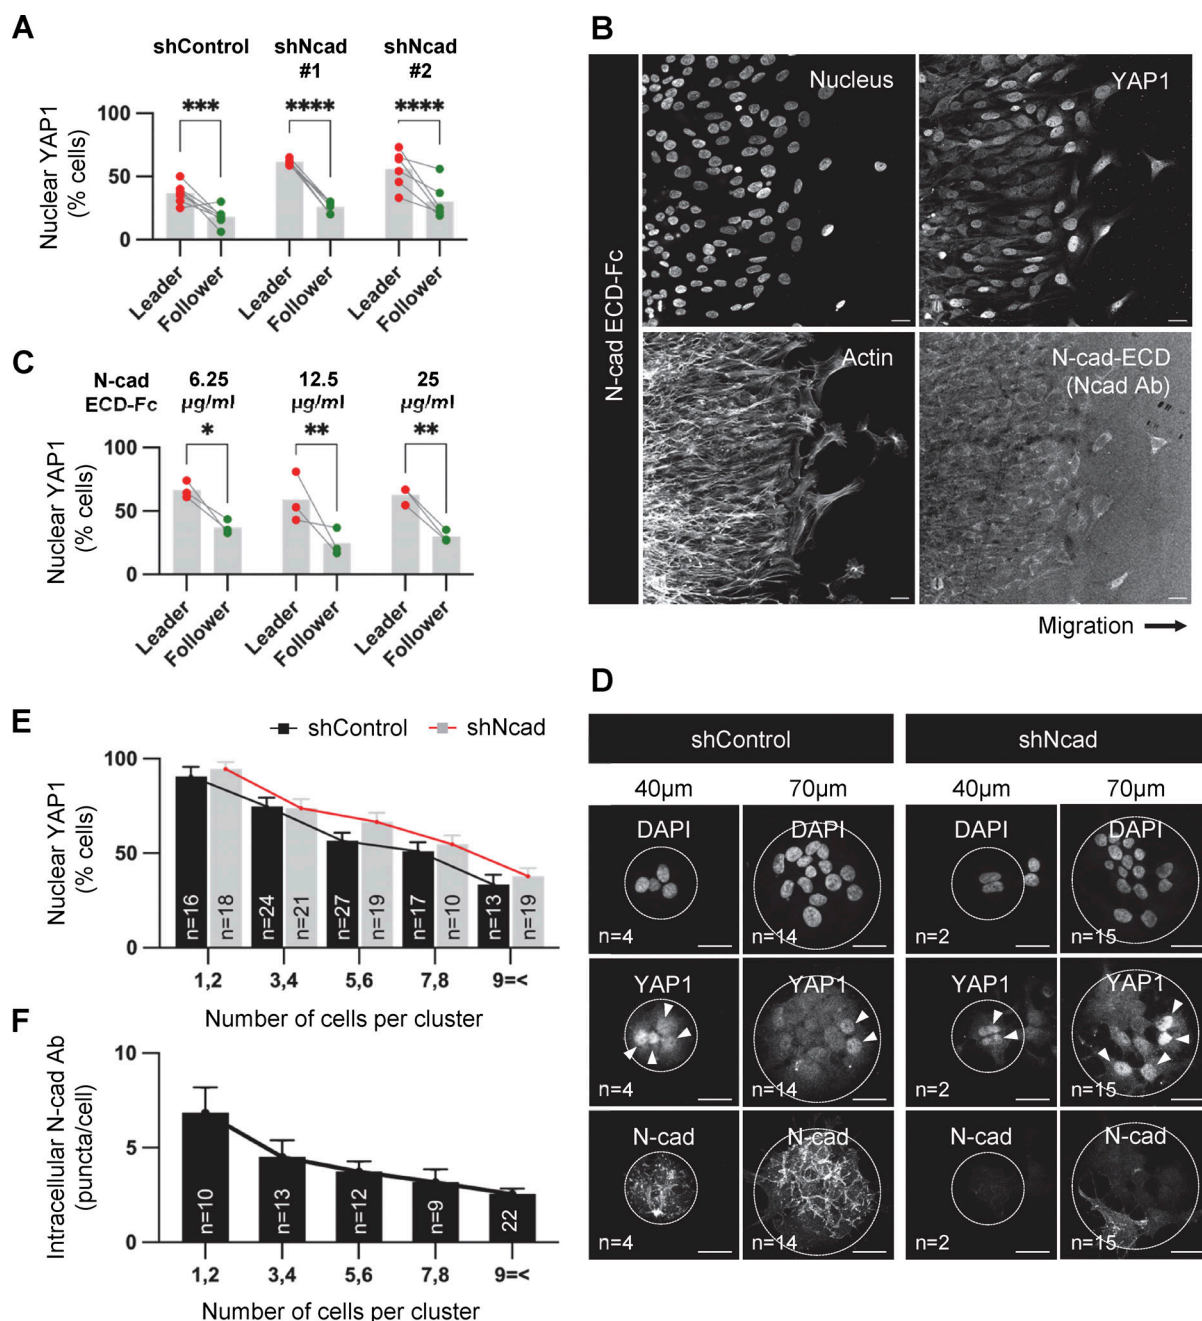 A
shControl
shNcad
#1
shNcad
#2
***
****
****
Nuclear YAP1
(% cells)
100
50
0
Leader
Follower
Leader
Follower
Leader
Follower
B
N-cad ECD-Fc
Nucleus
YAP1
Actin
N-cad-ECD
(Ncad Ab)
Migration
C
N-cad
ECD-Fc
6.25
µg/ml
12.5
µg/ml
25
µg/ml
*
**
**
Nuclear YAP1
(% cells)
100
50
0
Leader
Follower
Leader
Follower
Leader
Follower
D
shControl
shNcad
40µm
70µm
40µm
70µm
DAPI
DAPI
DAPI
DAPI
n=4
n=14
n=2
n=15
YAP1
YAP1
YAP1
YAP1
n=4
n=14
n=2
n=15
N-cad
N-cad
N-cad
N-cad
n=4
n=14
n=2
n=15
E
shControl
shNcad
Nuclear YAP1
(% cells)
100
50
0
n=16
n=18
n=24
n=21
n=27
n=19
n=17
n=10
n=13
n=19
1,2
3,4
5,6
7,8
9=<
Number of cells per cluster
F
Intracellular N-cad Ab
(puncta/cell)
10
5
0
n=10
n=13
n=12
n=9
22
1,2
3,4
5,6
7,8
9=<
Number of cells per cluster